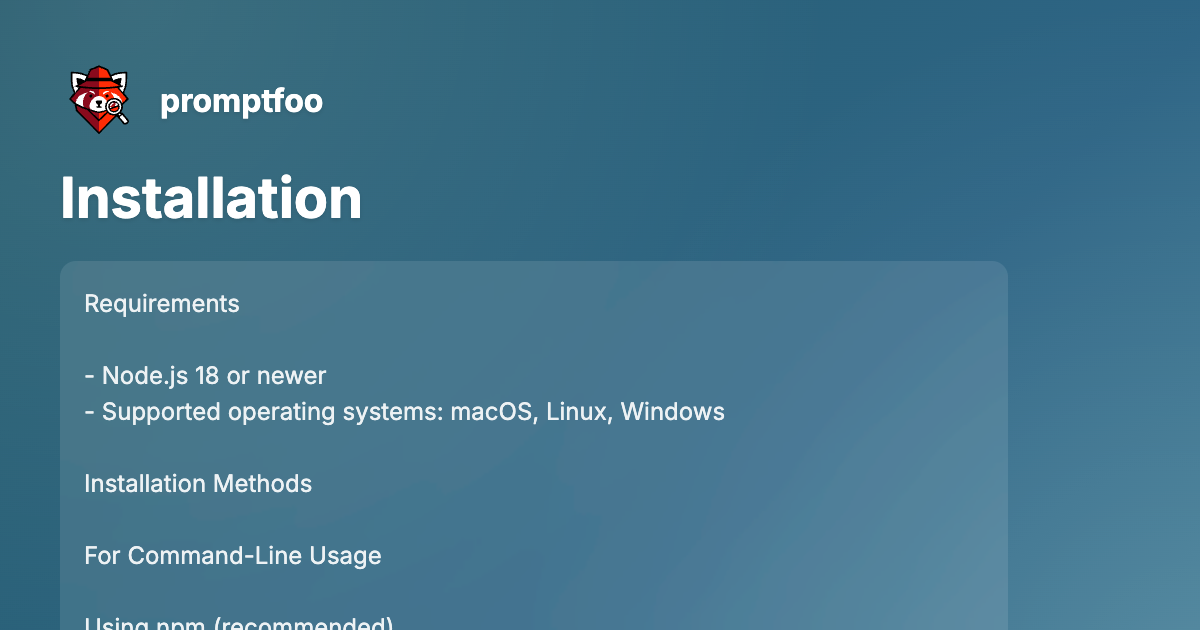 promptfoo
Installation
Requirements
- Node.js 18 or newer
- Supported operating systems: macOS, Linux, Windows
Installation Methods
For Command-Line Usage
Using npm (recommended)